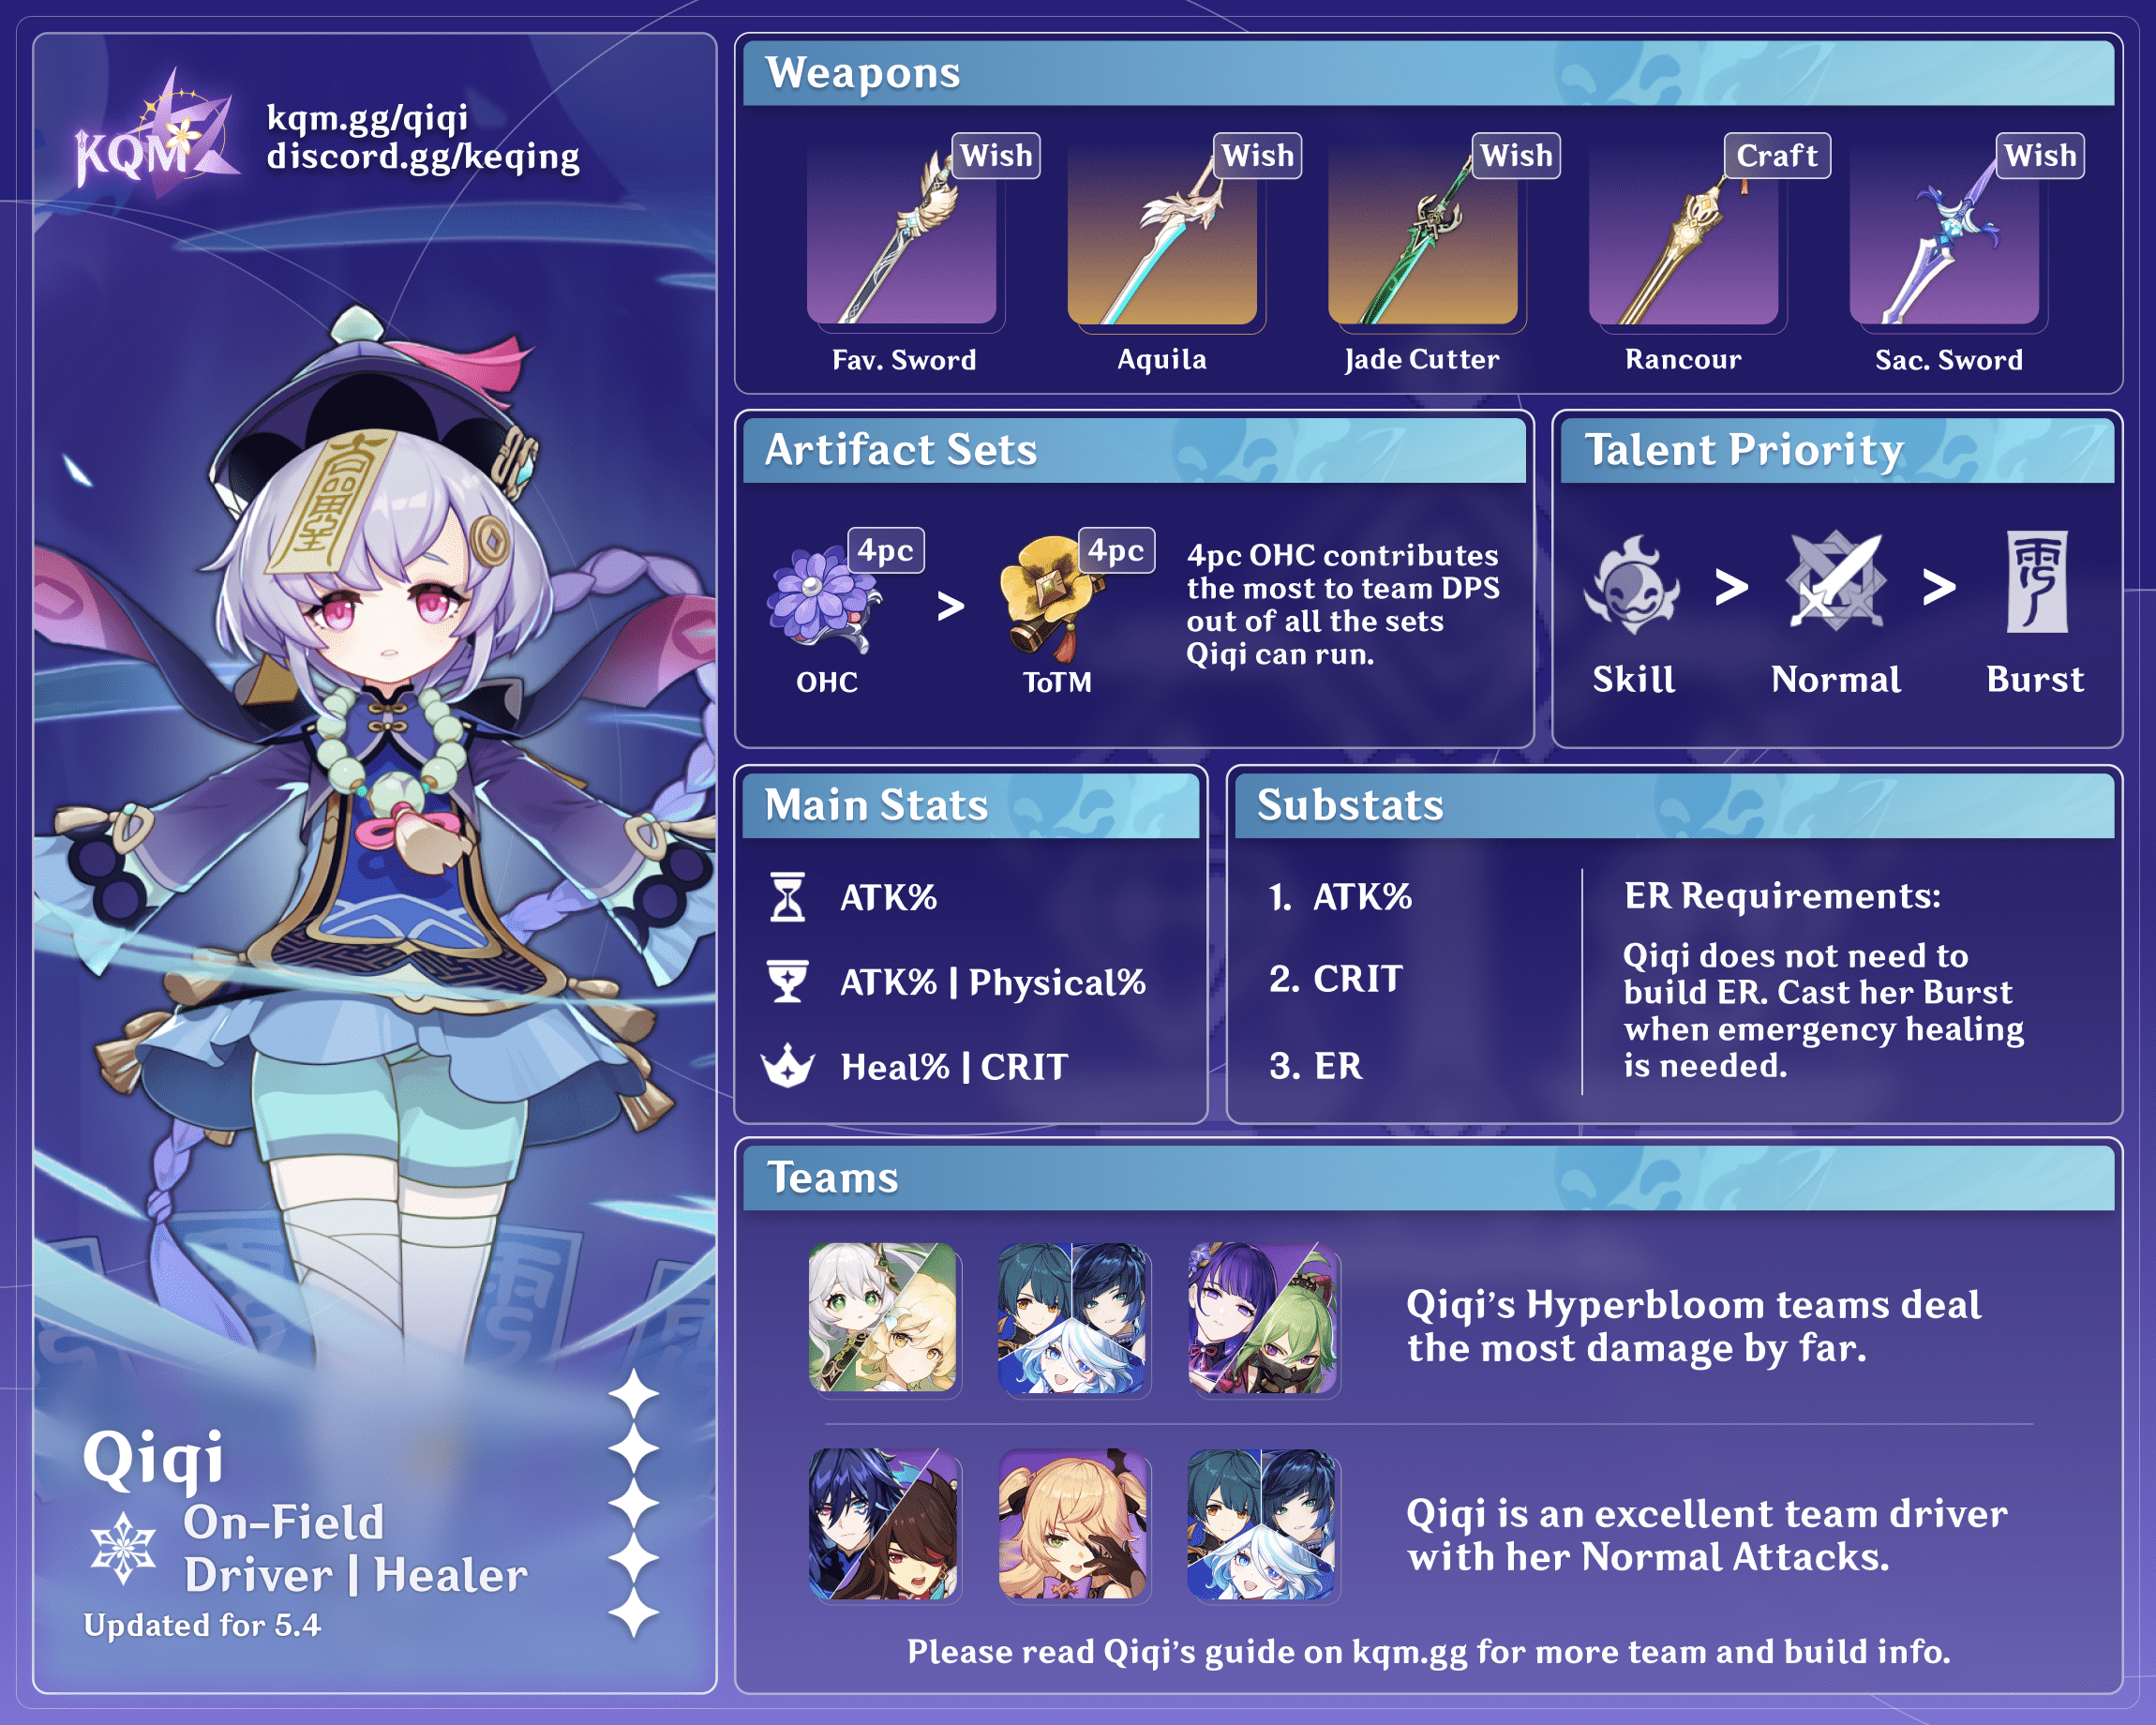 KQM
kqm.gg/qiqi
discord.gg/keqing
Qiqi
On-Field
Driver | Healer
Updated for 5.4
Weapons
Wish
Wish
Wish
Craft
Wish
Fav. Sword
Aquila
Jade Cutter
Rancour
Sac. Sword
Artifact Sets
4pc
>
4pc
OHC
ToTM
4pc OHC contributes
the most to team DPS
out of all the sets
Qiqi can run.
Talent Priority
> >
Skill
Normal
Burst
Main Stats
ATK%
ATK% | Physical%
Heal% | CRIT
Substats
1. ATK%
2. CRIT
3. ER
ER Requirements:
Qiqi does not need to
build ER. Cast her Burst
when emergency healing
is needed.
Teams
Qiqi's Hyperbloom teams deal
the most damage by far.
Qiqi is an excellent team driver
with her Normal Attacks.
Please read Qiqi's guide on kqm.gg for more team and build info.